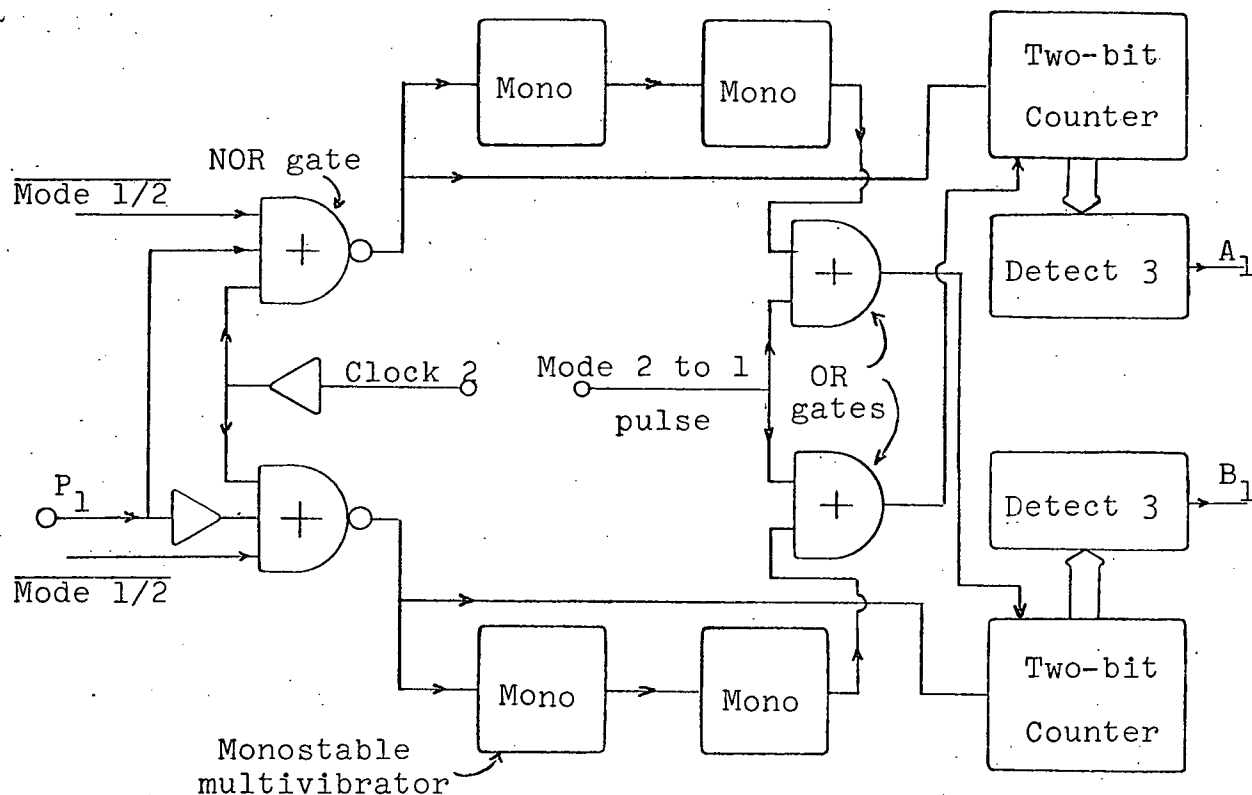 Mono
Mono
Two-bit
Counter
NOR gate
Mode 1/2
+
+
Detect 3
A1
Clock 2
Mode 2 to 1
pulse
OR
gates
P1
+
+
Detect 3
B1
Mode 1/2
Mono
Mono
Two-bit
Counter
Monostable
multivibrator